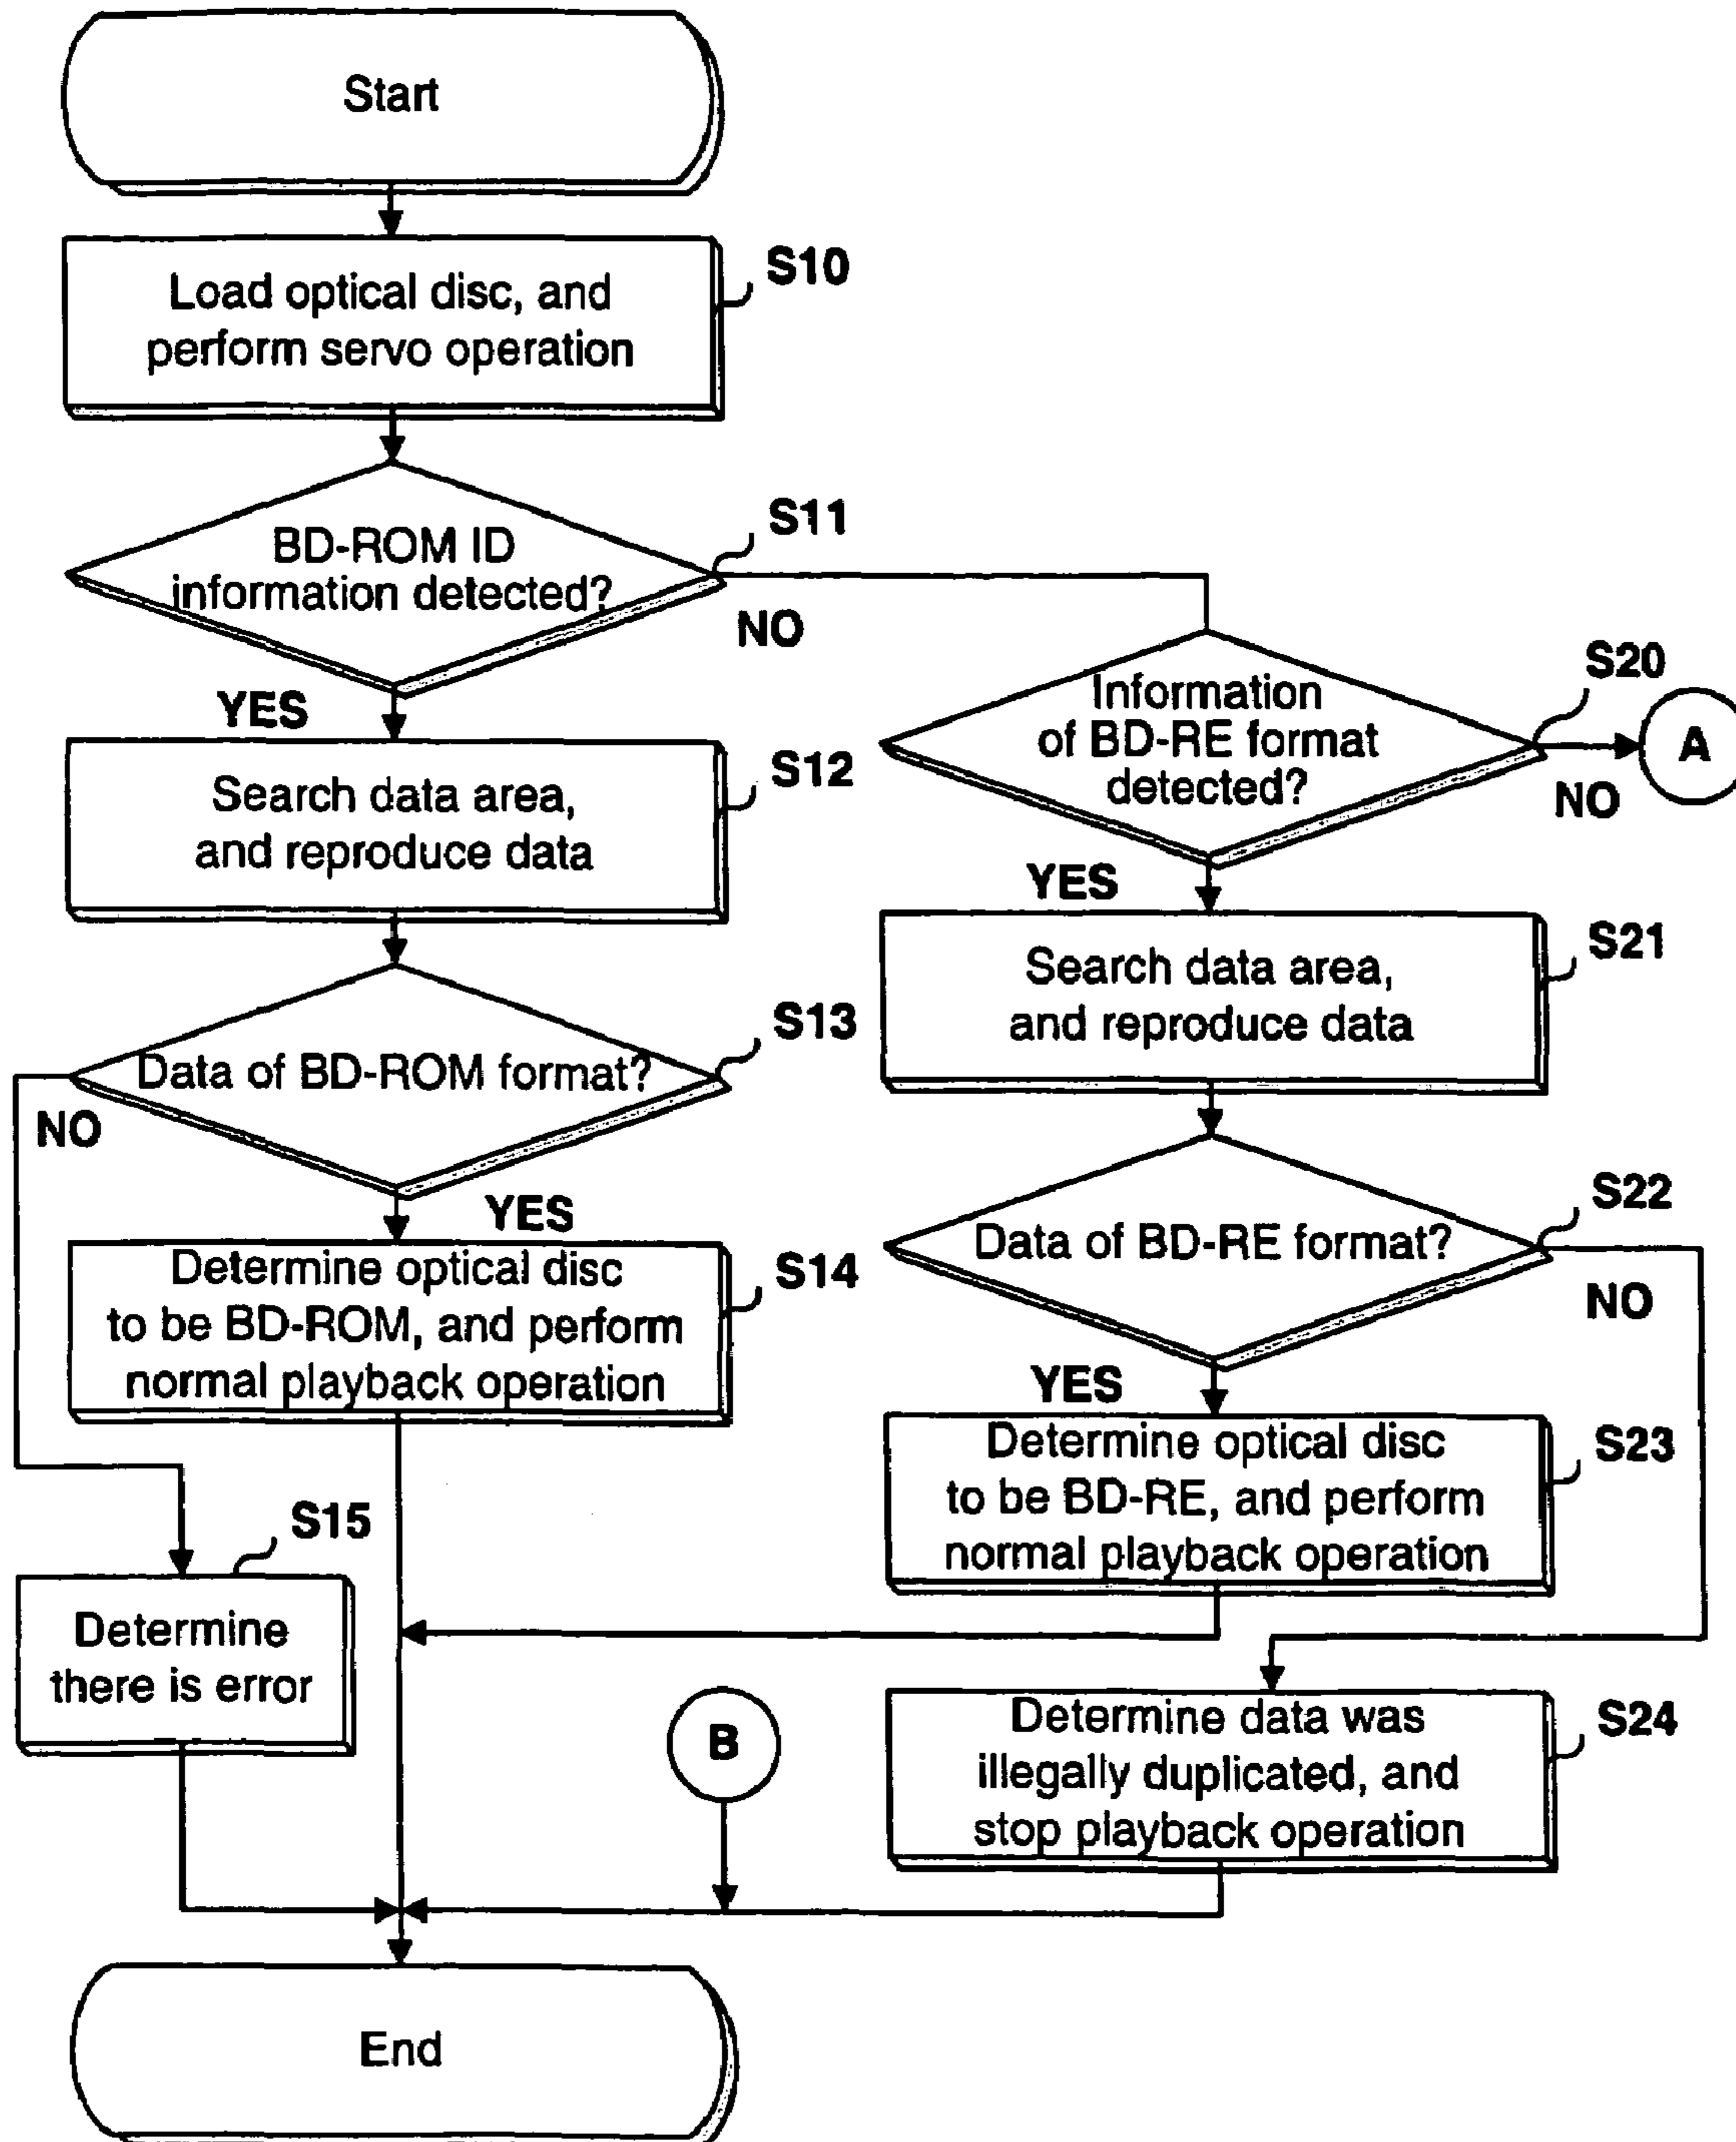 Start
Load optical disc, and
perform servo operation
S10
BD-ROM ID
information detected?
S11
NO
YES
Search data area,
and reproduce data
S12
Data of BD-ROM format?
S13
NO
YES
Determine optical disc
to be BD-ROM, and perform
normal playback operation
S14
Determine
there is error
S15
Information
of BD-RE format
detected?
S20
NO
A
YES
Search data area,
and reproduce data
S21
Data of BD-RE format?
S22
NO
YES
Determine optical disc
to be BD-RE, and perform
normal playback operation
S23
Determine data was
illegally duplicated, and
stop playback operation
S24
B
End